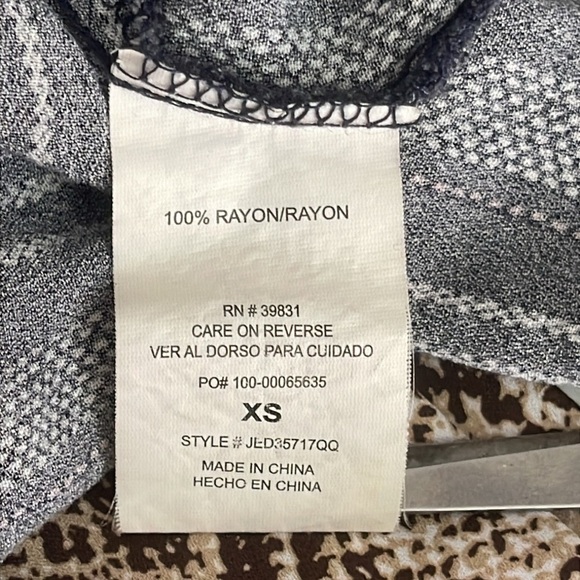 100% RAYON/RAYON
RN # 39831
CARE ON REVERSE
VER AL DORSO PARA CUIDADO
PO# 100-00065635
XS
STYLE # JLD35717QQ
MADE IN CHINA
HECHO EN CHINA